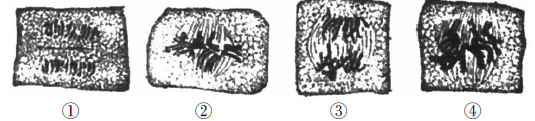 ① ② ③ ④